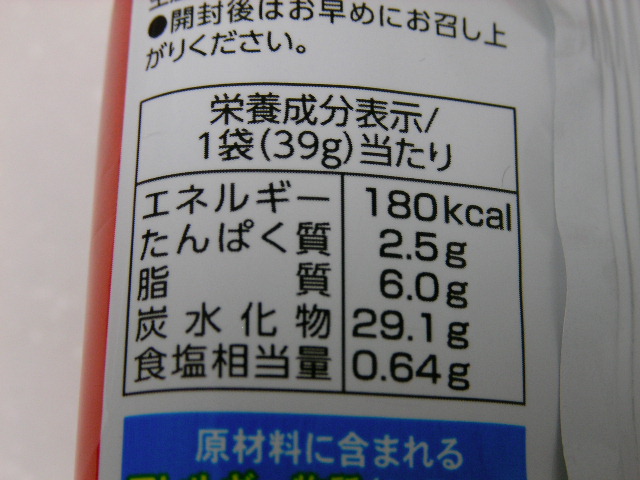 ●開封後はお早めにお召し上
がりください。
栄養成分表示/
1袋(39g)当たり
エネルギー 180kcal
たんぱく質 2.5g
脂質 6.0g
炭水化物 29.1g
食塩相当量 0.64g
原材料に含まれる